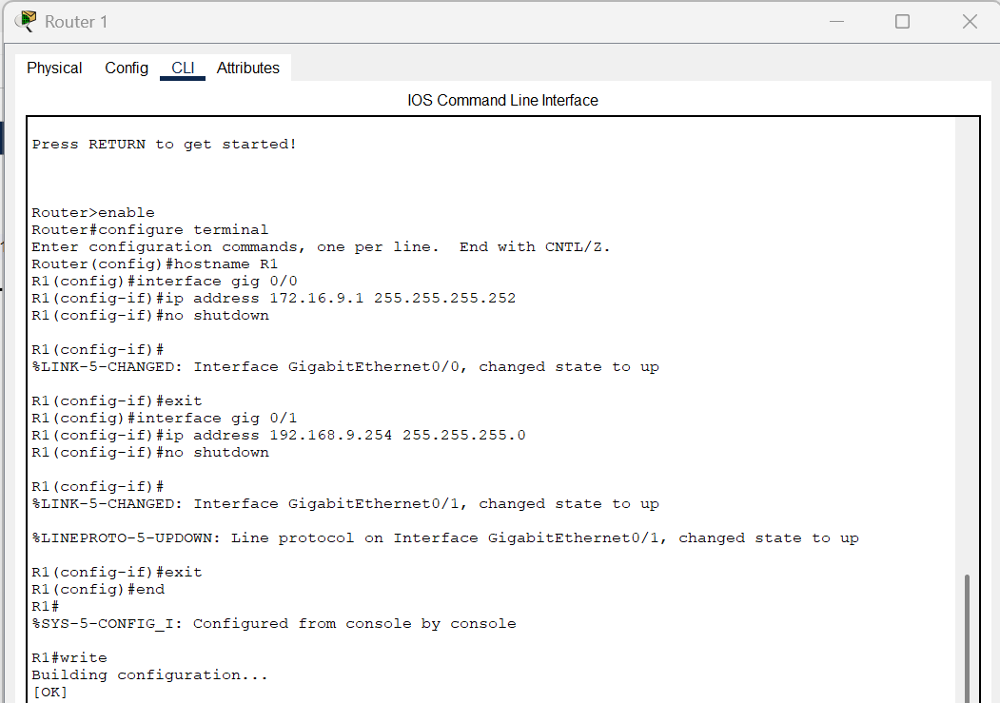 Router 1
Physical Config CLI Attributes
IOS Command Line Interface
Press RETURN to get started!
Router>enable
Router#configure terminal
Enter configuration commands, one per line.  End with CNTL/Z.
Router(config)#hostname R1
R1(config)#interface gig 0/0
R1(config-if)#ip address 172.16.9.1 255.255.255.252
R1(config-if)#no shutdown
R1(config-if)#
%LINK-5-CHANGED: Interface GigabitEthernet0/0, changed state to up
R1(config-if)#exit
R1(config)#interface gig 0/1
R1(config-if)#ip address 192.168.9.254 255.255.255.0
R1(config-if)#no shutdown
R1(config-if)#
%LINK-5-CHANGED: Interface GigabitEthernet0/1, changed state to up
%LINEPROTO-5-UPDOWN: Line protocol on Interface GigabitEthernet0/1, changed state to up
R1(config-if)#exit
R1(config)#end
R1#
%SYS-5-CONFIG_I: Configured from console by console
R1#write
Building configuration...
[OK]